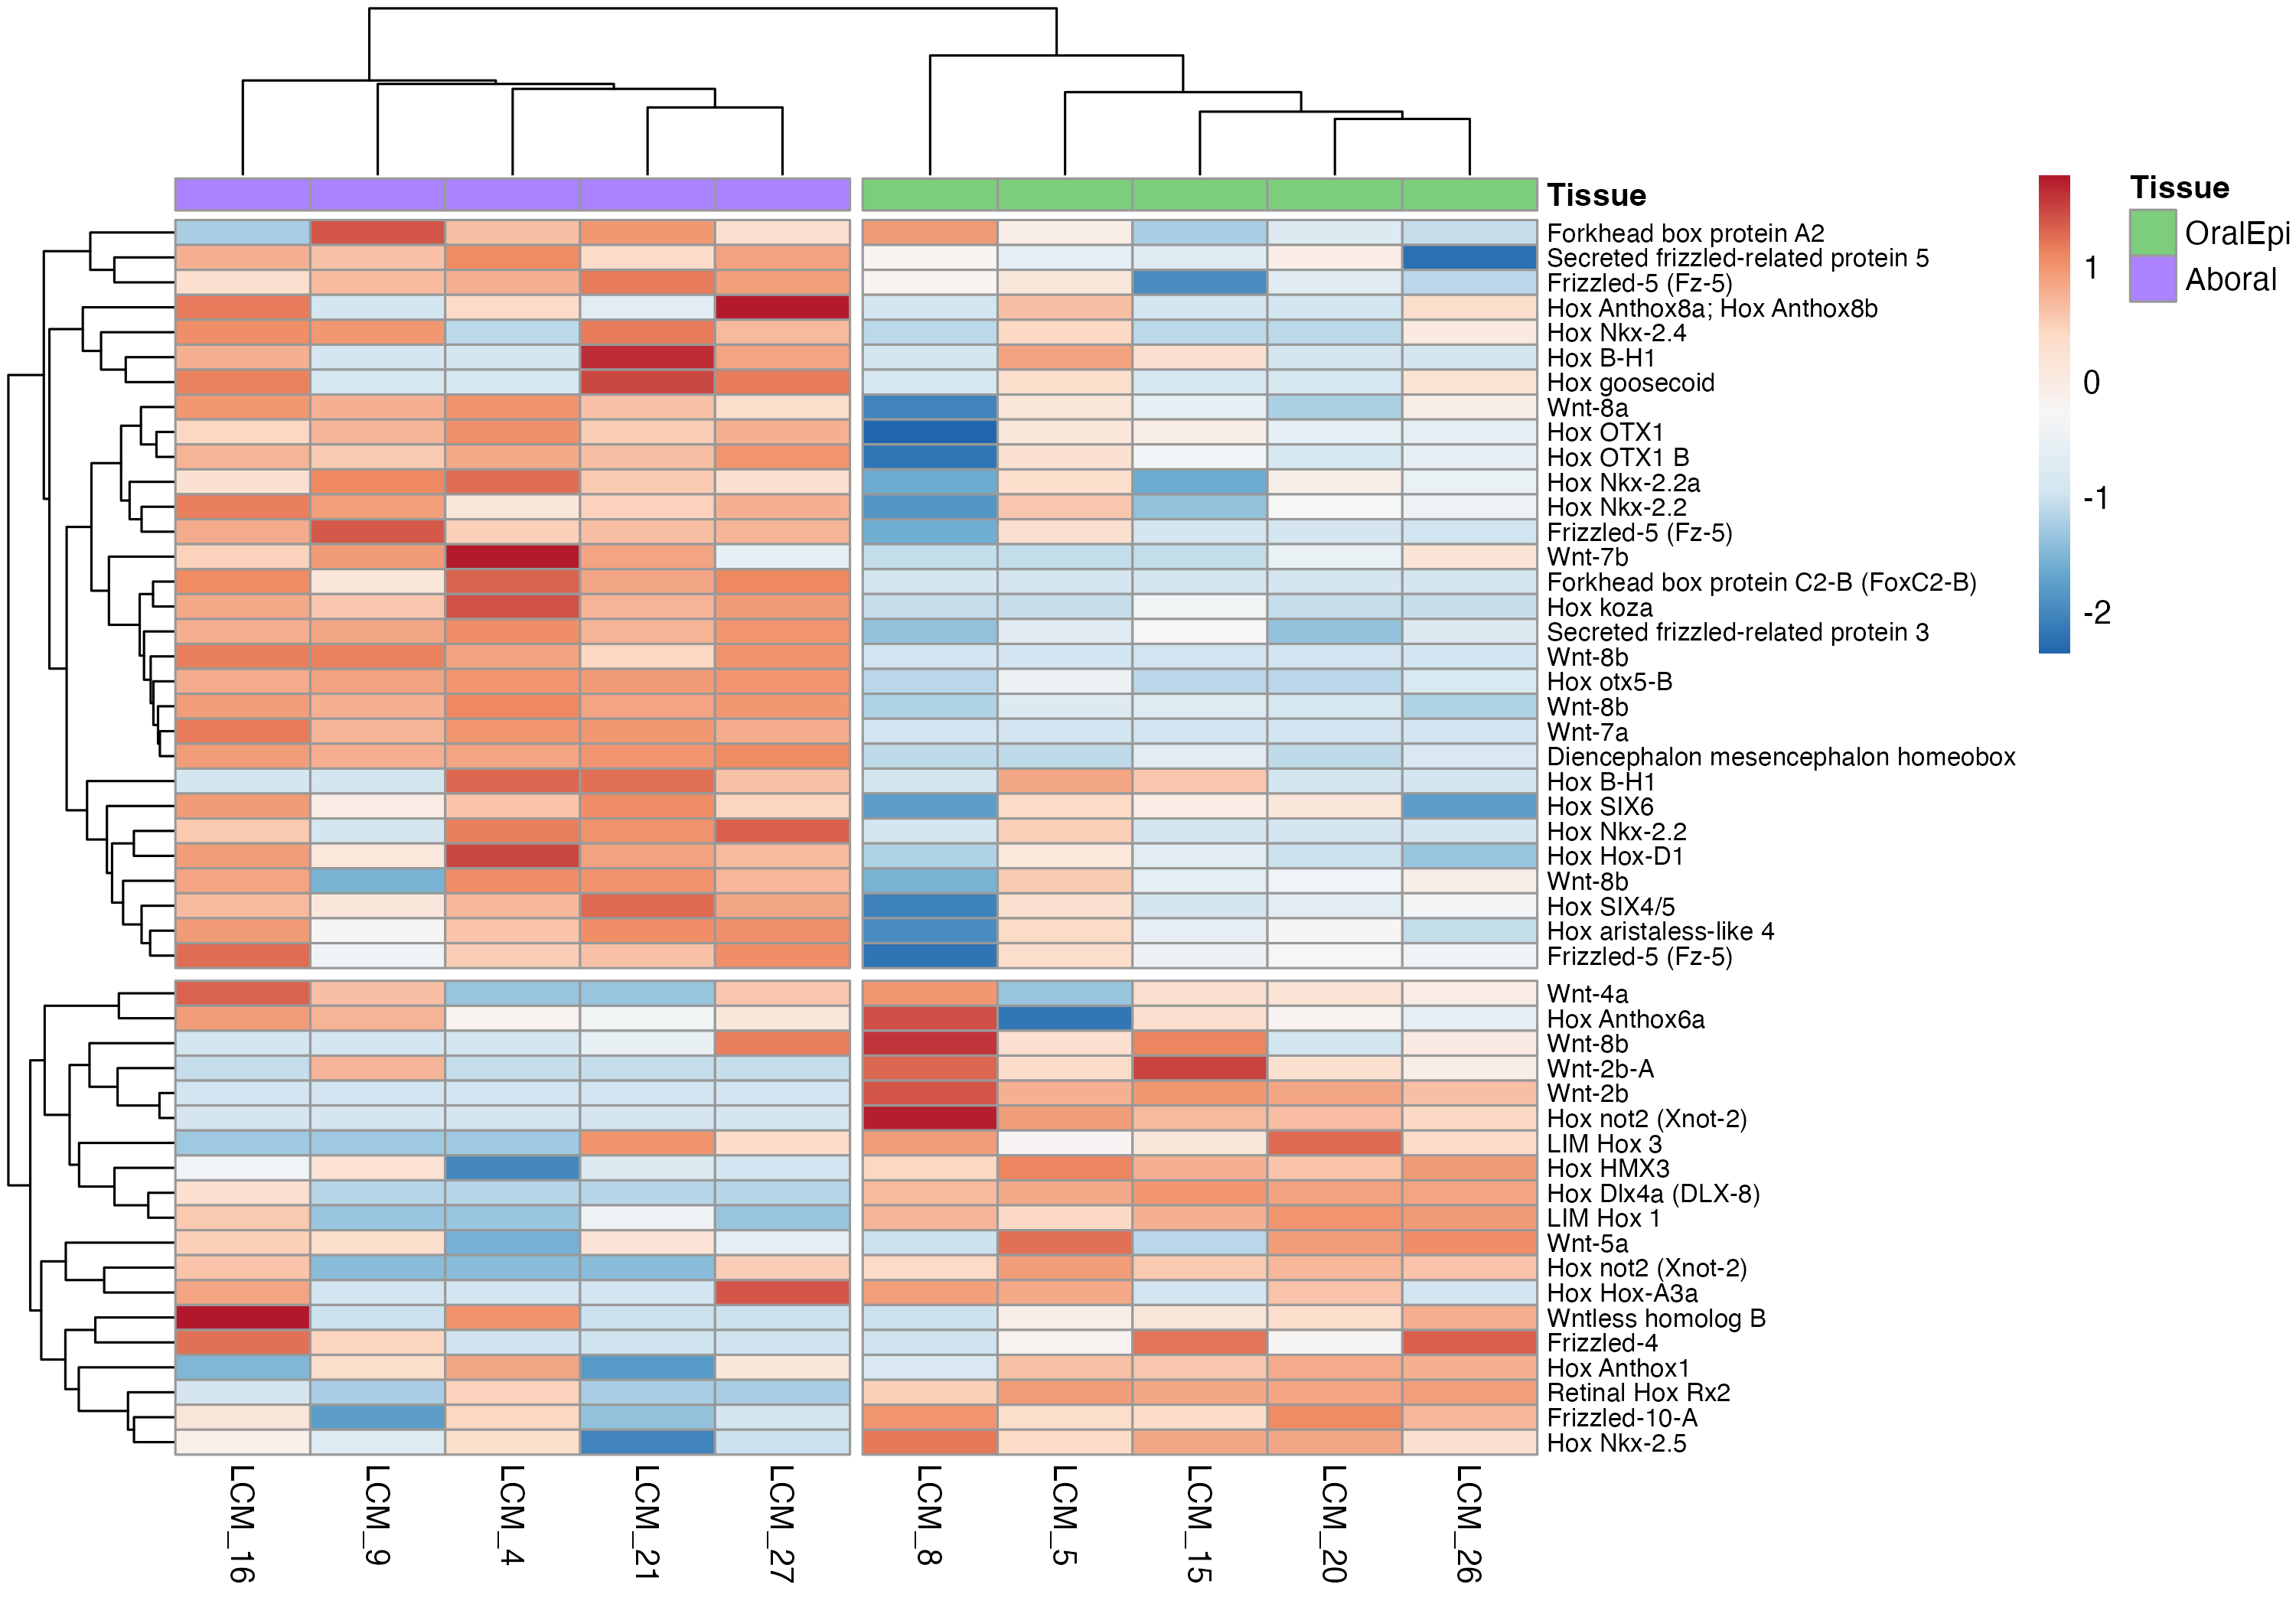 Tissue
Forkhead box protein A2
Secreted frizzled-related protein 5
Frizzled-5 (Fz-5)
Hox Anthox8a; Hox Anthox8b
Hox Nkx-2.4
Hox B-H1
Hox goosecoid
Wnt-8a
Hox OTX1
Hox OTX1 B
Hox Nkx-2.2a
Hox Nkx-2.2
Frizzled-5 (Fz-5)
Wnt-7b
Forkhead box protein C2-B (FoxC2-B)
Hox koza
Secreted frizzled-related protein 3
Wnt-8b
Hox otx5-B
Wnt-8b
Wnt-7a
Diencephalon mesencephalon homeobox
Hox B-H1
Hox SIX6
Hox Nkx-2.2
Hox Hox-D1
Wnt-8b
Hox SIX4/5
Hox aristaless-like 4
Frizzled-5 (Fz-5)
Wnt-4a
Hox Anthox6a
Wnt-8b
Wnt-2b-A
Wnt-2b
Hox not2 (Xnot-2)
LIM Hox 3
Hox HMX3
Hox Dlx4a (DLX-8)
LIM Hox 1
Wnt-5a
Hox not2 (Xnot-2)
Hox Hox-A3a
Wntless homolog B
Frizzled-4
Hox Anthox1
Retinal Hox Rx2
Frizzled-10-A
Hox Nkx-2.5
LCM_16
LCM_9
LCM_4
LCM_21
LCM_27
LCM_8
LCM_5
LCM_15
LCM_20
LCM_26
1
0
-1
-2
Tissue
OralEpi
Aboral